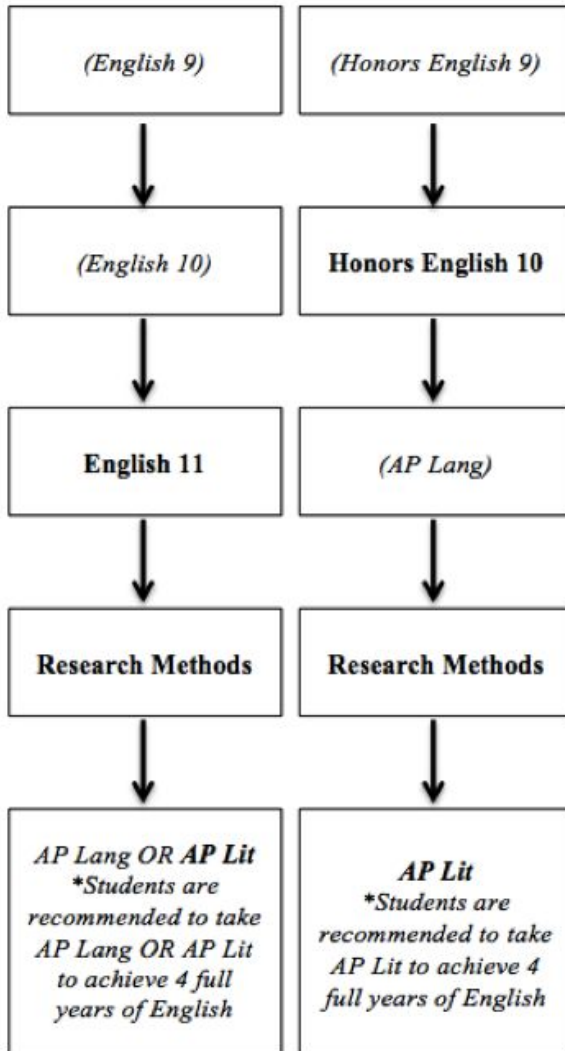 (English 9)
(Honors English 9)
(English 10)
Honors English 10
English 11
(AP Lang)
Research Methods
Research Methods
AP Lang OR AP Lit
*Students are
recommended to take
AP Lang OR AP Lit
to achieve 4 full
years of English
AP Lit
*Students are
recommended to take
AP Lit to achieve 4
full years of English